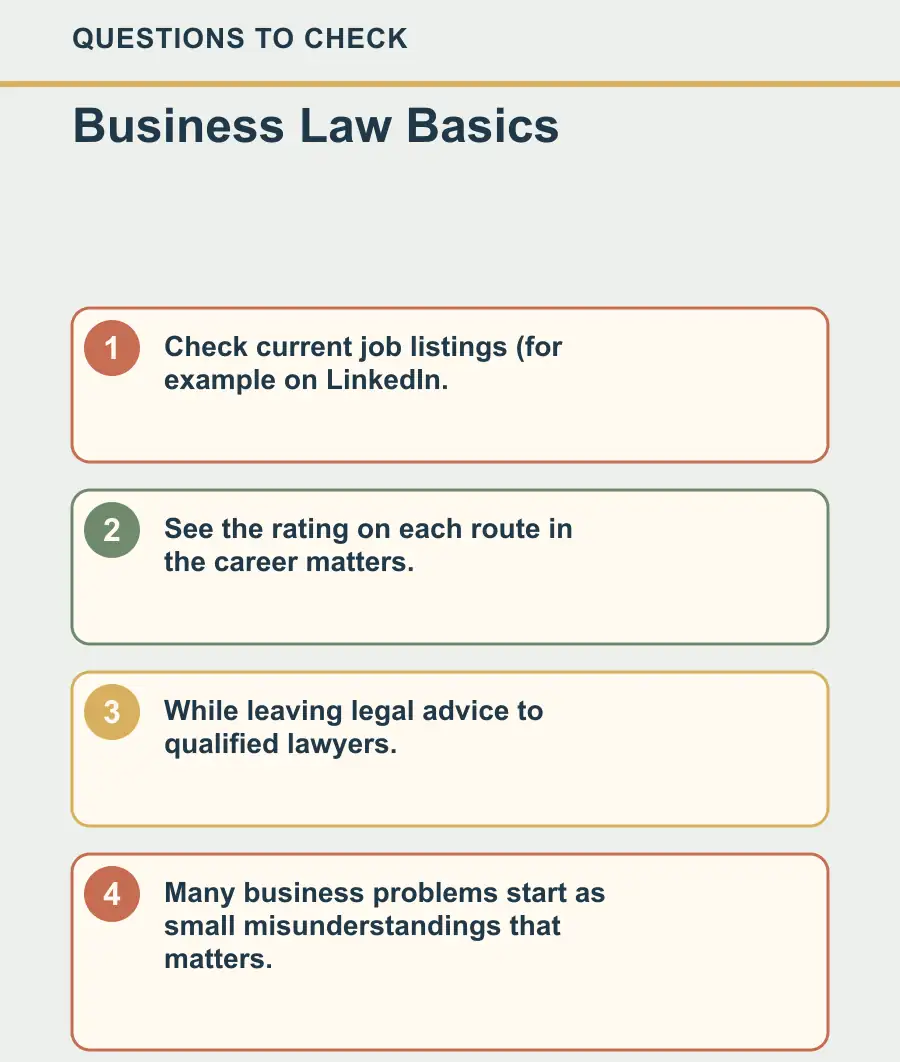 QUESTIONS TO CHECK
Business Law Basics
1
Check current job listings (for
example on LinkedIn.
2
See the rating on each route in
the career matters.
3
While leaving legal advice to
qualified lawyers.
4
Many business problems start as
small misunderstandings that
matters.